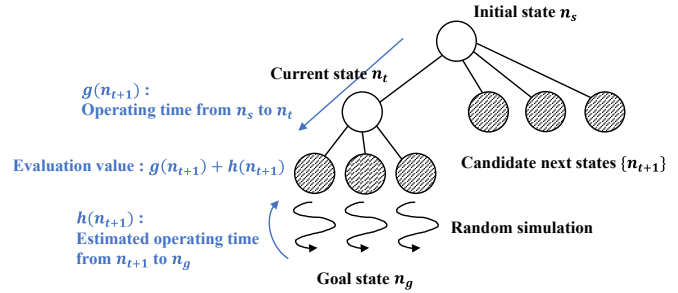 Initial state n_s
Current state n_t
g(n_{t+1}) :
Operating time from n_s to n_t
Evaluation value : g(n_{t+1}) + h(n_{t+1})
Candidate next states {n_{t+1}}
h(n_{t+1}) :
Estimated operating time
from n_{t+1} to n_g
Random simulation
Goal state n_g